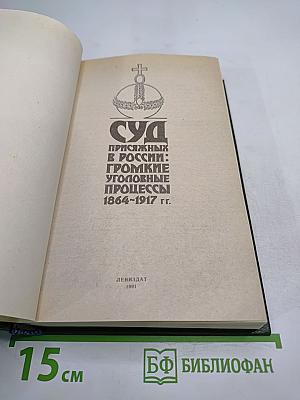 СУД
ПРИСЯЖНЫХ
В РОССИИ:
ГРОМКИЕ
УГОЛОВНЫЕ
ПРОЦЕССЫ
1864-1917 гг.
ЛЕНИЗДАТ
1991
15 см
БФ БИБЛИОФАН